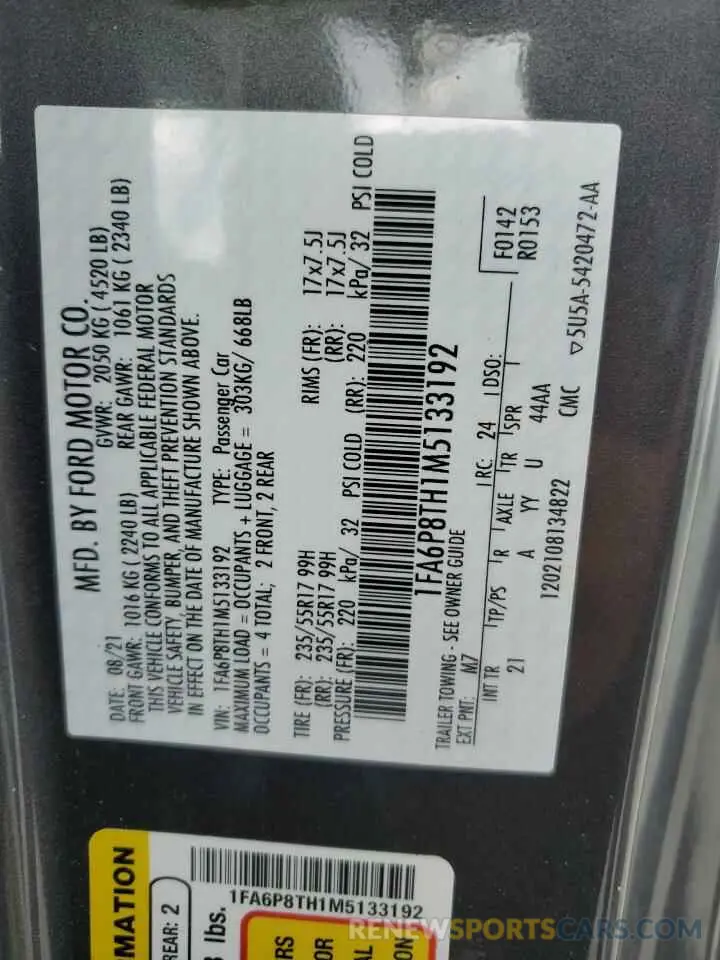 MFD. BY FORD MOTOR CO.
DATE: 08/21 GVWR: 2050 KG ( 4520 LB)
FRONT GAWR: 1016 KG ( 2240 LB) REAR GAWR: 1061 KG ( 2340 LB)
THIS VEHICLE CONFORMS TO ALL APPLICABLE FEDERAL MOTOR
VEHICLE SAFETY, BUMPER, AND THEFT PREVENTION STANDARDS
IN EFFECT ON THE DATE OF MANUFACTURE SHOWN ABOVE.
VIN: 1FA6P8TH1M5133192 TYPE: Passenger Car
MAXIMUM LOAD = OCCUPANTS + LUGGAGE = 303KG/ 668LB
OCCUPANTS = 4 TOTAL; 2 FRONT, 2 REAR
TIRE (FR): 235/55R17 99H RIMS (FR): 17x7.5J
(RR): 235/55R17 99H (RR): 17x7.5J
PRESSURE (FR): 220 kPa/ 32 PSI COLD (RR): 220 kPa/ 32 PSI COLD
1FA6P8TH1M5133192
TRAILER TOWING - SEE OWNER GUIDE
EXT PNT: M7 RC: 24 DSO: F0142
R0153
INT TR TP/PS R AXLE TR SPR
21 A YY U 44AA
1202108134822 CMC ▽5U5A-5420472-AA
1FA6P8TH1M5133192
RMATION
REAR: 2
lbs.
RENEWSPORTSCARS.COM